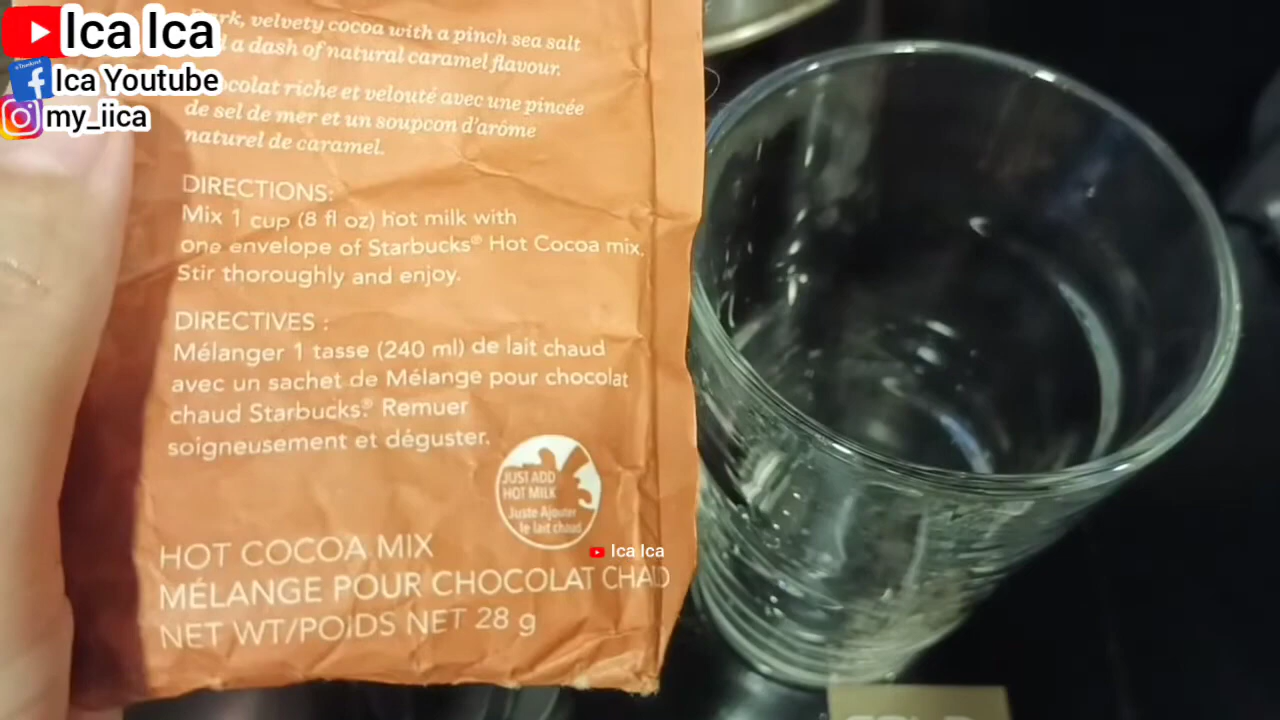 Ica Ica
Ica Youtube
my_iica
Dark, velvety cocoa with a pinch sea salt
a dash of natural caramel flavour.
chocolat riche et velouté avec une pincée
de sel de mer et un soupcon d'arôme
naturel de caramel.
DIRECTIONS:
Mix 1 cup (8 fl oz) hot milk with
one envelope of Starbucks® Hot Cocoa mix.
Stir thoroughly and enjoy.
DIRECTIVES :
Mélanger 1 tasse (240 ml) de lait chaud
avec un sachet de Mélange pour chocolat
chaud Starbucks.® Remuer
soigneusement et déguster.
JUST ADD
HOT MILK
Juste Ajouter
le lait chaud
Ica Ica
HOT COCOA MIX
MÉLANGE POUR CHOCOLAT CHAD
NET WT/POIDS NET 28 g